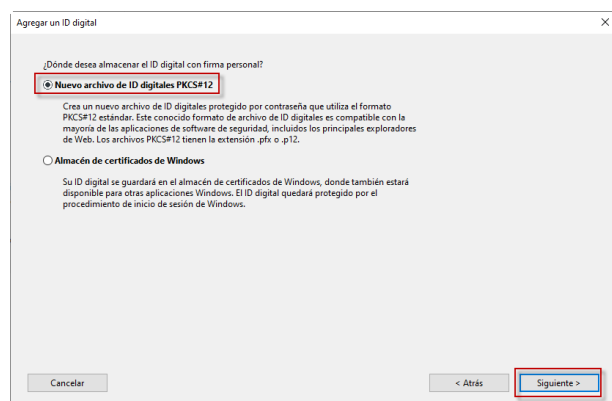 Agregar un ID digital
¿Dónde desea almacenar el ID digital con firma personal?
Nuevo archivo de ID digitales PKCS#12
Crea un nuevo archivo de ID digitales protegido por contraseña que utiliza el formato
PKCS#12 estándar. Este conocido formato de archivo de ID digitales es compatible con la
mayoría de las aplicaciones de software de seguridad, incluidos los principales exploradores
de Web. Los archivos PKCS#12 tienen la extensión .pfx o .p12.
Almacén de certificados de Windows
Su ID digital se guardará en el almacén de certificados de Windows, donde también estará
disponible para otras aplicaciones Windows. El ID digital quedará protegido por el
procedimiento de inicio de sesión de Windows.
Cancelar
< Atrás
Siguiente >